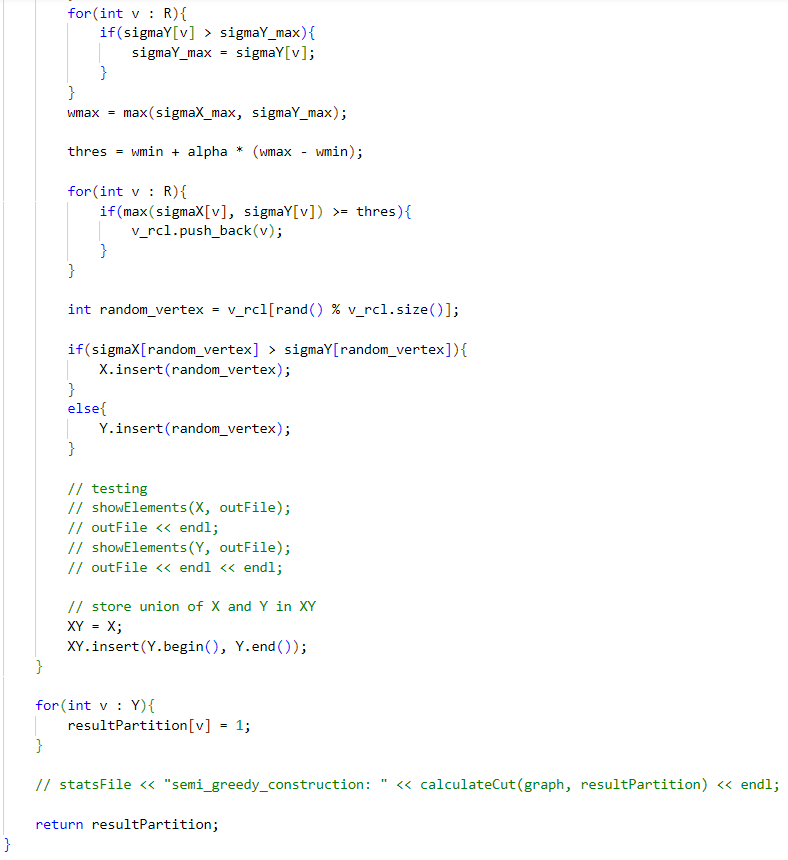 for(int v : R){
if(sigmaY[v] > sigmaY_max){
sigmaY_max = sigmaY[v];
}
}
wmax = max(sigmaX_max, sigmaY_max);
thres = wmin + alpha * (wmax - wmin);
for(int v : R){
if(max(sigmaX[v], sigmaY[v]) >= thres){
v_rcl.push_back(v);
}
}
int random_vertex = v_rcl[rand() % v_rcl.size()];
if(sigmaX[random_vertex] > sigmaY[random_vertex]){
X.insert(random_vertex);
}
else{
Y.insert(random_vertex);
}
// testing
// showElements(X, outFile);
// outFile << endl;
// showElements(Y, outFile);
// outFile << endl << endl;
// store union of X and Y in XY
XY = X;
XY.insert(Y.begin(), Y.end());
}
for(int v : Y){
resultPartition[v] = 1;
}
// statsFile << "semi_greedy_construction: " << calculateCut(graph, resultPartition) << endl;
return resultPartition;
}